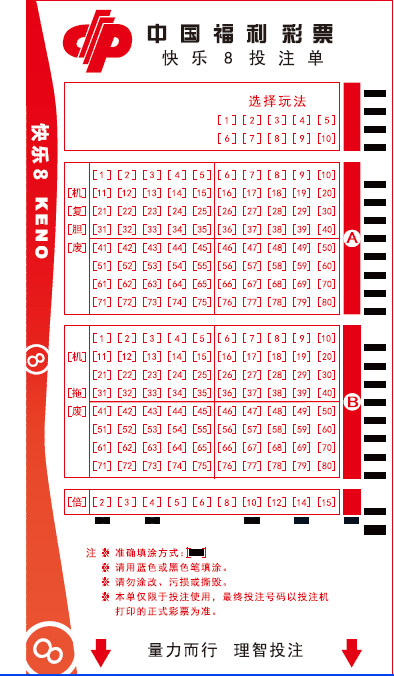 中国福利彩票
快乐8投注单
选择玩法
[1] [2] [3] [4] [5]
[6] [7] [8] [9] [10]
快乐8 KENO
[1] [2] [3] [4] [5] [6] [7] [8] [9] [10]
[机] [11] [12] [13] [14] [15] [16] [17] [18] [19] [20]
[复] [21] [22] [23] [24] [25] [26] [27] [28] [29] [30]
[胆] [31] [32] [33] [34] [35] [36] [37] [38] [39] [40]
[废] [41] [42] [43] [44] [45] [46] [47] [48] [49] [50]
[51] [52] [53] [54] [55] [56] [57] [58] [59] [60]
[61] [62] [63] [64] [65] [66] [67] [68] [69] [70]
[71] [72] [73] [74] [75] [76] [77] [78] [79] [80]
A
8
[1] [2] [3] [4] [5] [6] [7] [8] [9] [10]
[机] [11] [12] [13] [14] [15] [16] [17] [18] [19] [20]
[21] [22] [23] [24] [25] [26] [27] [28] [29] [30]
[拖] [31] [32] [33] [34] [35] [36] [37] [38] [39] [40]
[废] [41] [42] [43] [44] [45] [46] [47] [48] [49] [50]
[51] [52] [53] [54] [55] [56] [57] [58] [59] [60]
[61] [62] [63] [64] [65] [66] [67] [68] [69] [70]
[71] [72] [73] [74] [75] [76] [77] [78] [79] [80]
B
[倍] [2] [3] [4] [5] [6] [8] [10] [12] [14] [15]
注 ※ 准确填涂方式:[ ]
※ 请用蓝色或黑色笔填涂。
※ 请勿涂改、污损或撕毁。
※ 本单仅限于投注使用，最终投注号码以投注机
打印的正式彩票为准。
8
量力而行 理智投注